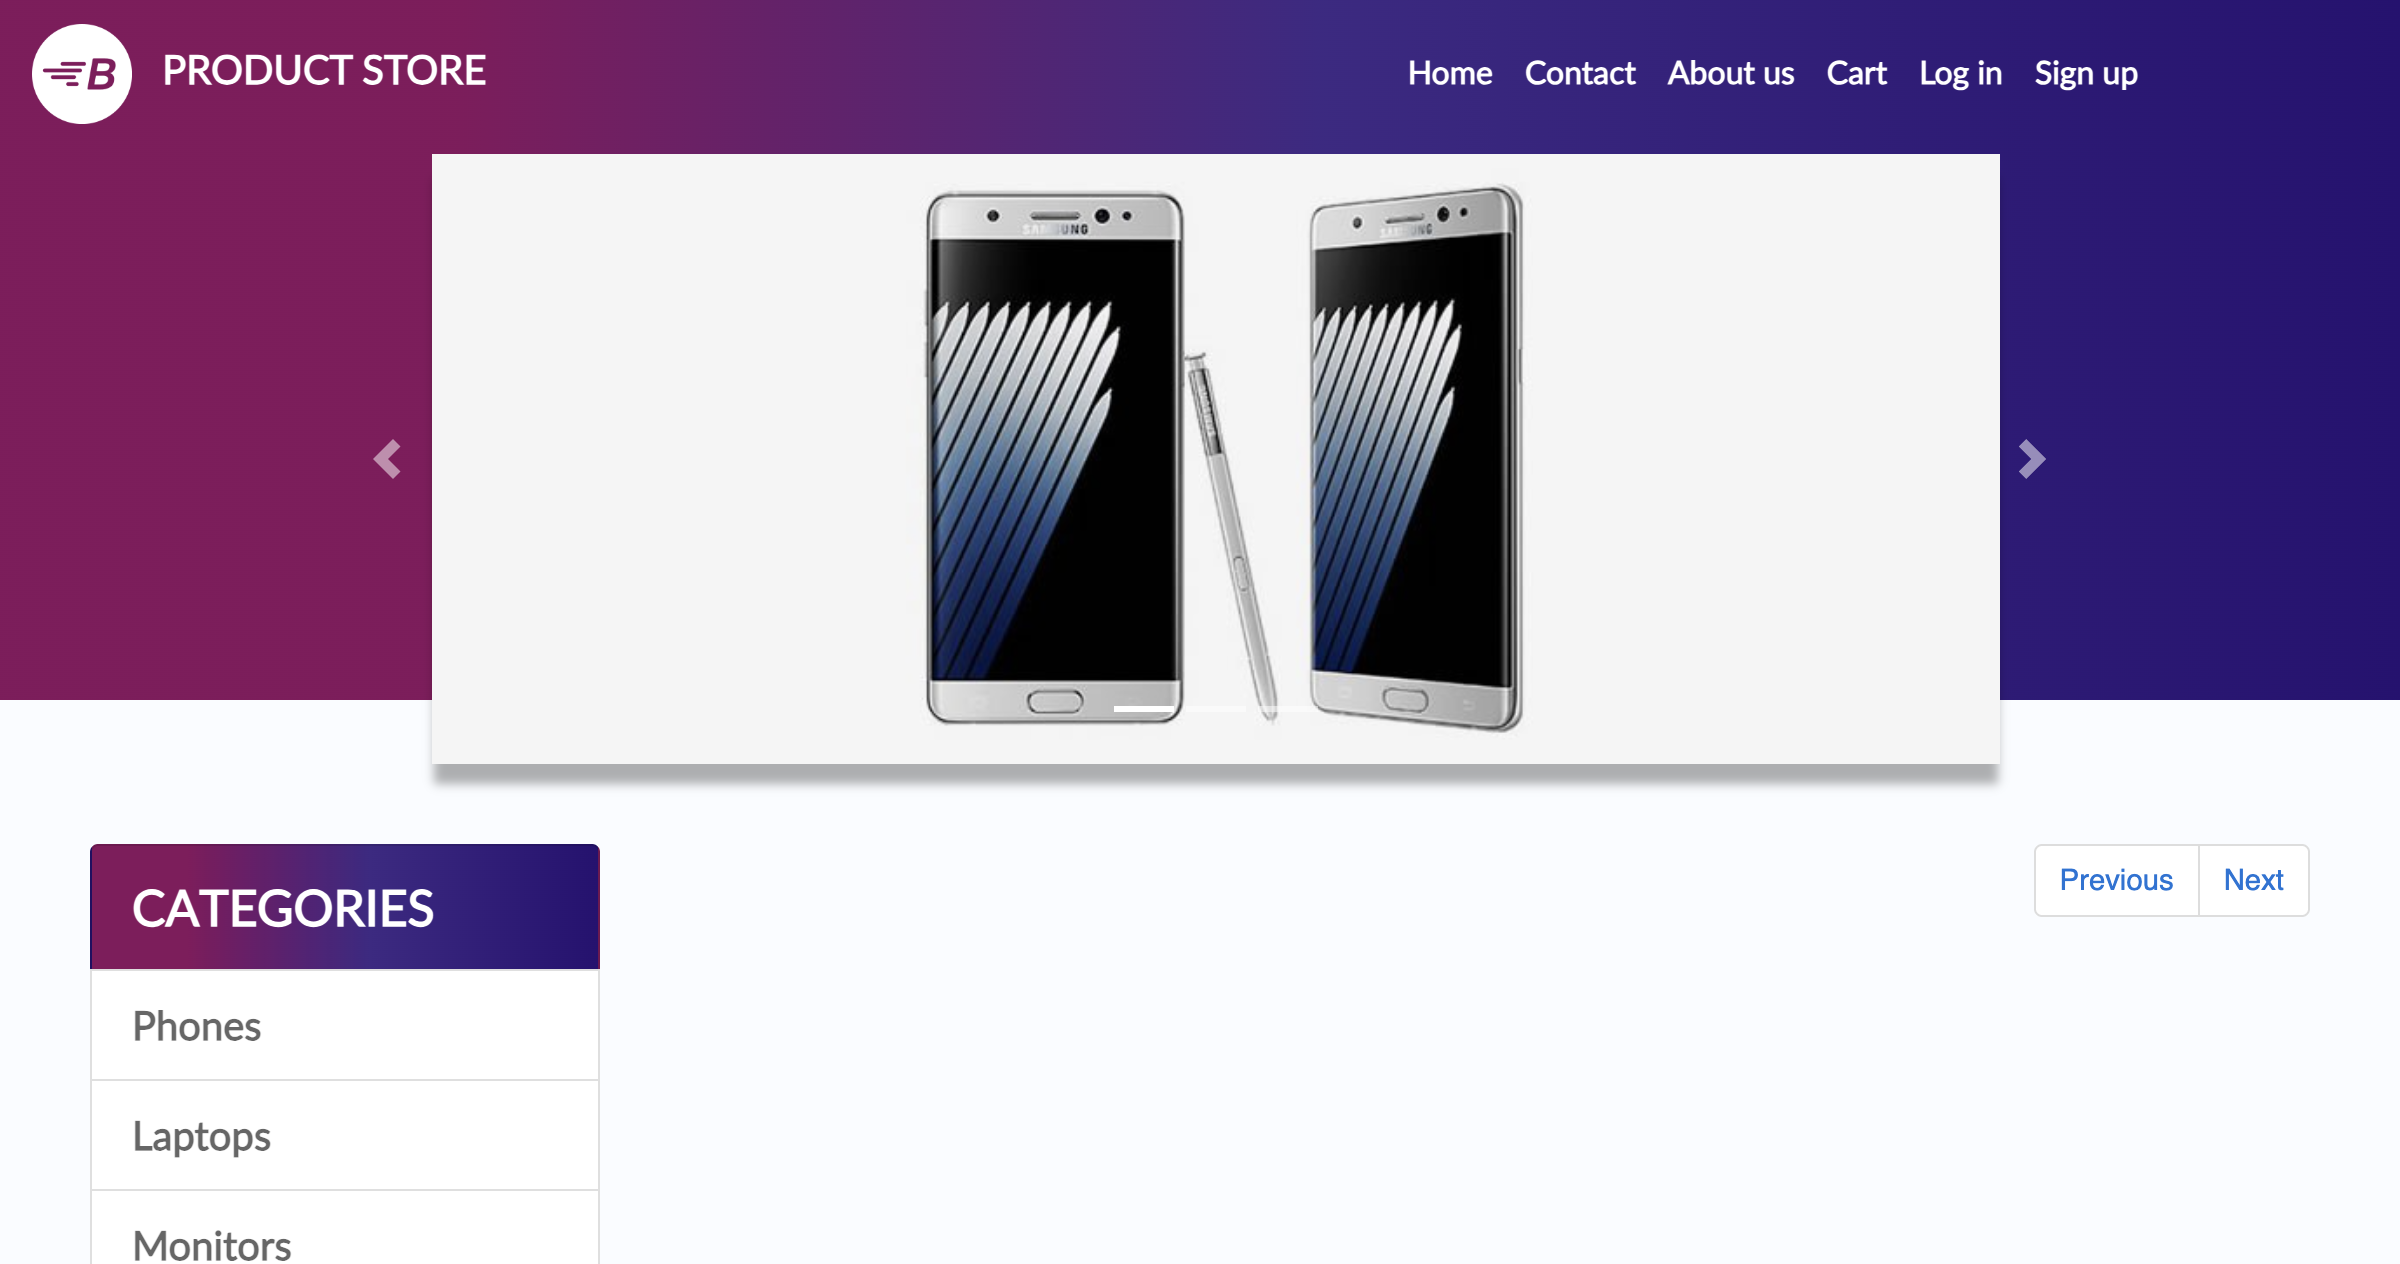 B PRODUCT STORE Home Contact About us Cart Log in Sign up
SAMSUNG SAMSUNG
CATEGORIES
Previous Next
Phones
Laptops
Monitors